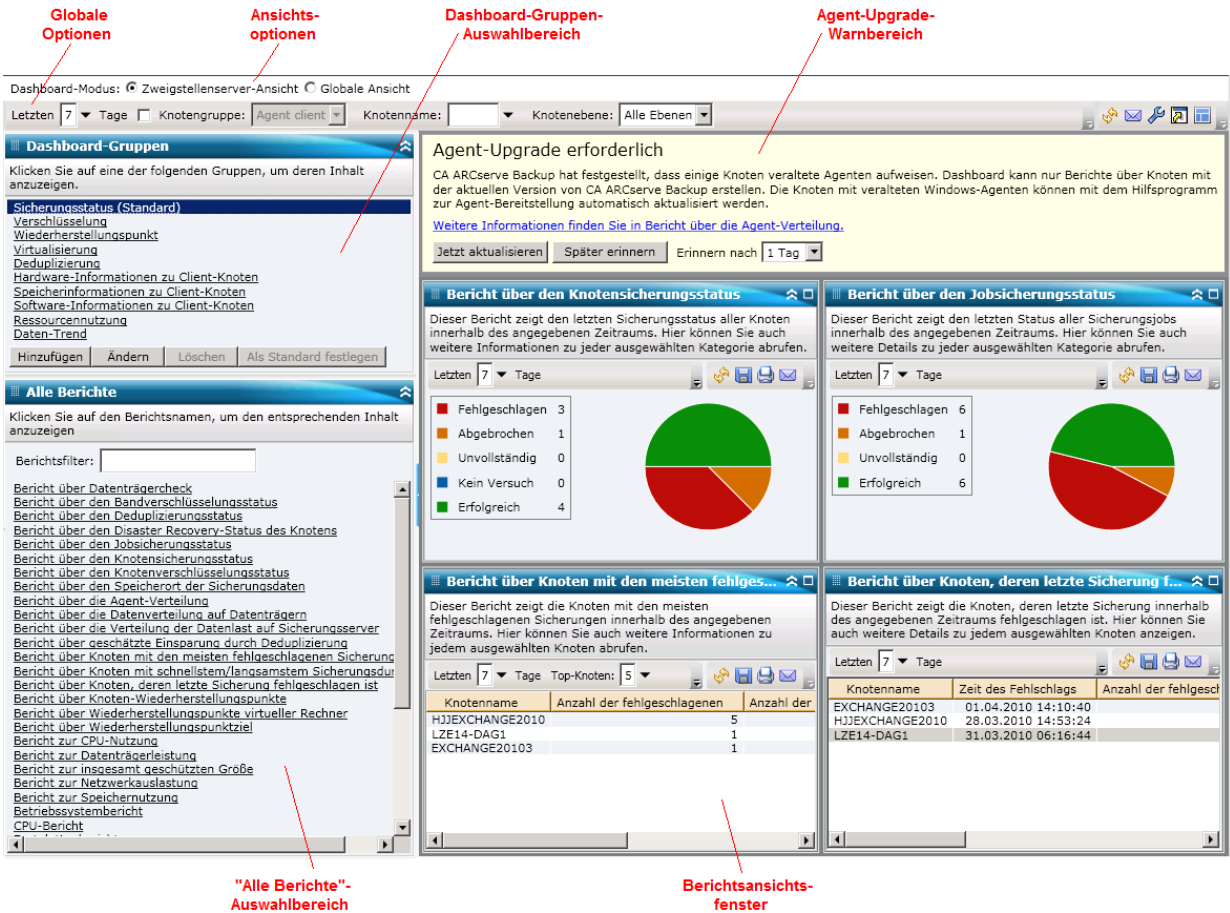 Globale
Optionen
Ansichts-
optionen
Dashboard-Gruppen-
Auswahlbereich
Agent-Upgrade-
Warnbereich
Dashboard-Modus: Zweigstellenserver-Ansicht Globale Ansicht
Letzten 7 Tage Knotengruppe: Agent client Knotenname: Knotenebene: Alle Ebenen
Dashboard-Gruppen
Klicken Sie auf eine der folgenden Gruppen, um deren Inhalt
anzuzeigen.
Sicherungsstatus (Standard)
Verschlüsselung
Wiederherstellungspunkt
Virtualisierung
Deduplizierung
Hardware-Informationen zu Client-Knoten
Speicherinformationen zu Client-Knoten
Software-Informationen zu Client-Knoten
Ressourcennutzung
Daten-Trend
Hinzufügen Ändern Löschen Als Standard festlegen
Alle Berichte
Klicken Sie auf den Berichtsnamen, um den entsprechenden Inhalt
anzuzeigen
Berichtsfilter:
Bericht über Datenträgercheck
Bericht über den Bandverschlüsselungsstatus
Bericht über den Deduplizierungsstatus
Bericht über den Disaster Recovery-Status des Knotens
Bericht über den Jobsicherungsstatus
Bericht über den Knotensicherungsstatus
Bericht über den Knotenverschlüsselungsstatus
Bericht über den Speicherort der Sicherungsdaten
Bericht über die Agent-Verteilung
Bericht über die Datenverteilung auf Datenträgern
Bericht über die Verteilung der Datenlast auf Sicherungsserver
Bericht über geschätzte Einsparung durch Deduplizierung
Bericht über Knoten mit den meisten fehlgeschlagenen Sicherung
Bericht über Knoten mit schnellstem/langsamstem Sicherungsdur
Bericht über Knoten, deren letzte Sicherung fehlgeschlagen ist
Bericht über Knoten-Wiederherstellungspunkte
Bericht über Wiederherstellungspunkte virtueller Rechner
Bericht über Wiederherstellungspunktziel
Bericht zur CPU-Nutzung
Bericht zur Datenträgerleistung
Bericht zur insgesamt geschützten Größe
Bericht zur Netzwerkauslastung
Bericht zur Speichernutzung
Betriebssystembericht
CPU-Bericht
Agent-Upgrade erforderlich
CA ARCserve Backup hat festgestellt, dass einige Knoten veraltete Agenten aufweisen. Dashboard kann nur Berichte über Knoten mit
der aktuellen Version von CA ARCserve Backup erstellen. Die Knoten mit veralteten Windows-Agenten können mit dem Hilfsprogramm
zur Agent-Bereitstellung automatisch aktualisiert werden.
Weitere Informationen finden Sie in Bericht über die Agent-Verteilung.
Jetzt aktualisieren Später erinnern Erinnern nach 1 Tag
Bericht über den Knotensicherungsstatus
Dieser Bericht zeigt den letzten Sicherungsstatus aller Knoten
innerhalb des angegebenen Zeitraums. Hier können Sie auch
weitere Informationen zu jeder ausgewählten Kategorie abrufen.
Letzten 7 Tage
Fehlgeschlagen 3
Abgebrochen 1
Unvollständig 0
Kein Versuch 0
Erfolgreich 4
Bericht über den Jobsicherungsstatus
Dieser Bericht zeigt den letzten Status aller Sicherungsjobs
innerhalb des angegebenen Zeitraums. Hier können Sie auch
weitere Details zu jeder ausgewählten Kategorie abrufen.
Letzten 7 Tage
Fehlgeschlagen 6
Abgebrochen 1
Unvollständig 0
Erfolgreich 6
Bericht über Knoten mit den meisten fehlges...
Dieser Bericht zeigt die Knoten mit den meisten
fehlgeschlagenen Sicherungen innerhalb des angegebenen
Zeitraums. Hier können Sie auch weitere Informationen zu
jedem ausgewählten Knoten abrufen.
Letzten 7 Tage Top-Knoten: 5
Knotenname Anzahl der fehlgeschlagenen Anzahl der
HJJEXCHANGE2010 5
LZE14-DAG1 1
EXCHANGE20103 1
Bericht über Knoten, deren letzte Sicherung f...
Dieser Bericht zeigt die Knoten, deren letzte Sicherung innerhalb
des angegebenen Zeitraums fehlgeschlagen ist. Hier können Sie
auch weitere Details zu jedem ausgewählten Knoten anzeigen.
Letzten 7 Tage
Knotenname Zeit des Fehlschlags Anzahl der fehlgesch
EXCHANGE20103 01.04.2010 14:10:40
HJJEXCHANGE2010 28.03.2010 14:53:24
LZE14-DAG1 31.03.2010 06:16:44
"Alle Berichte"-
Auswahlbereich
Berichtsansichts-
fenster